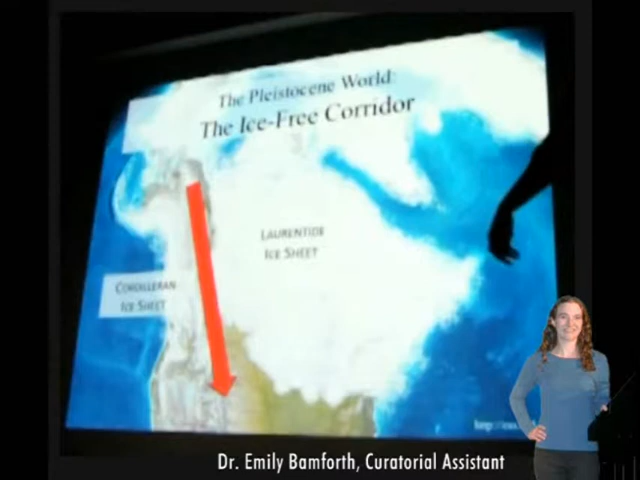 The Pleistocene World:
The Ice-Free Corridor
LAURENTIDE
ICE SHEET
CORDILLERAN
ICE SHEET
Dr. Emily Bamforth, Curatorial Assistant